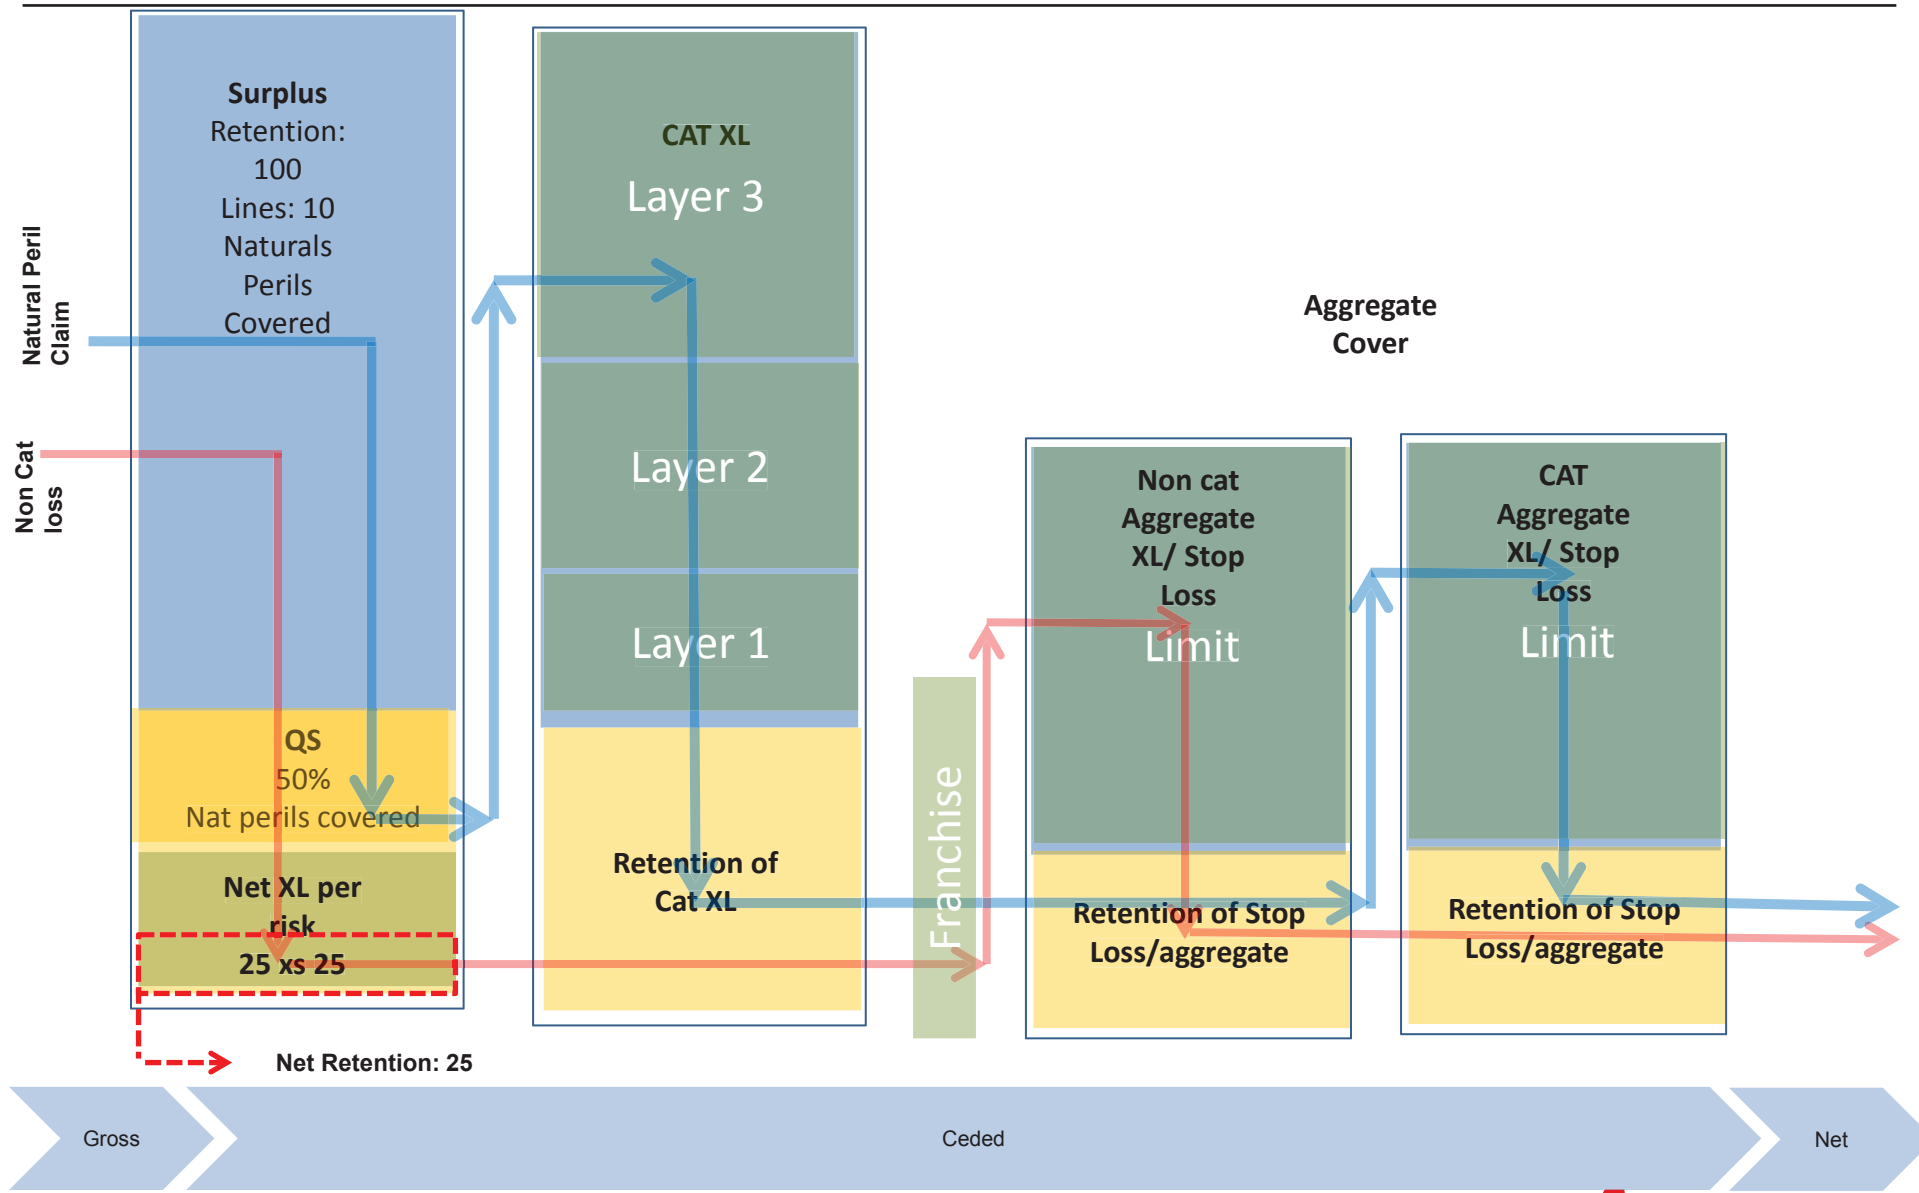 Surplus
Retention:
100
Lines: 10
Naturals
Perils
Covered
Natural Peril
Claim
Non Cat
loss
QS
50%
Nat perils covered
Net XL per
risk
25 xs 25
Net Retention: 25
CAT XL
Layer 3
Layer 2
Layer 1
Retention of
Cat XL
Franchise
Aggregate
Cover
Non cat
Aggregate
XL/ Stop
Loss
Limit
Retention of Stop
Loss/aggregate
CAT
Aggregate
XL/ Stop
Loss
Limit
Retention of Stop
Loss/aggregate
Gross
Ceded
Net